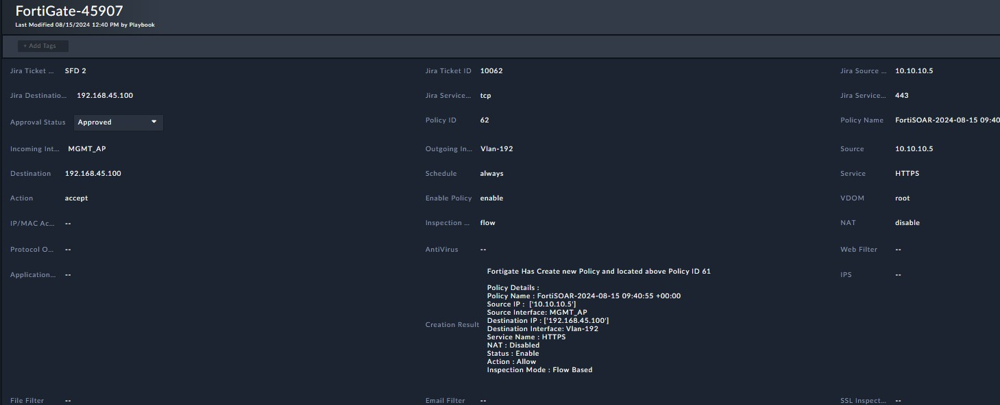 FortiGate-45907
Last Modified 08/15/2024 12:40 PM by Playbook
+ Add Tags
Jira Ticket ... SFD 2 Jira Ticket ID 10062 Jira Source ... 10.10.10.5
Jira Destinatio... 192.168.45.100 Jira Service... tcp Jira Service... 443
Approval Status Approved Policy ID 62 Policy Name FortiSOAR-2024-08-15 09:40
Incoming Int... MGMT_AP Outgoing In... Vlan-192 Source 10.10.10.5
Destination 192.168.45.100 Schedule always Service HTTPS
Action accept Enable Policy enable VDOM root
IP/MAC Ac... -- Inspection ... flow NAT disable
Protocol O... -- AntiVirus -- Web Filter --
Application... -- IPS --
Creation Result
Fortigate Has Create new Policy and located above Policy ID 61
Policy Details :
Policy Name : FortiSOAR-2024-08-15 09:40:55 +00:00
Source IP : ['10.10.10.5']
Source Interface: MGMT_AP
Destination IP : ['192.168.45.100']
Destination Interface: Vlan-192
Service Name : HTTPS
NAT : Disabled
Status : Enable
Action : Allow
Inspection Mode : Flow Based
File Filter -- Email Filter -- SSL Inspect... --